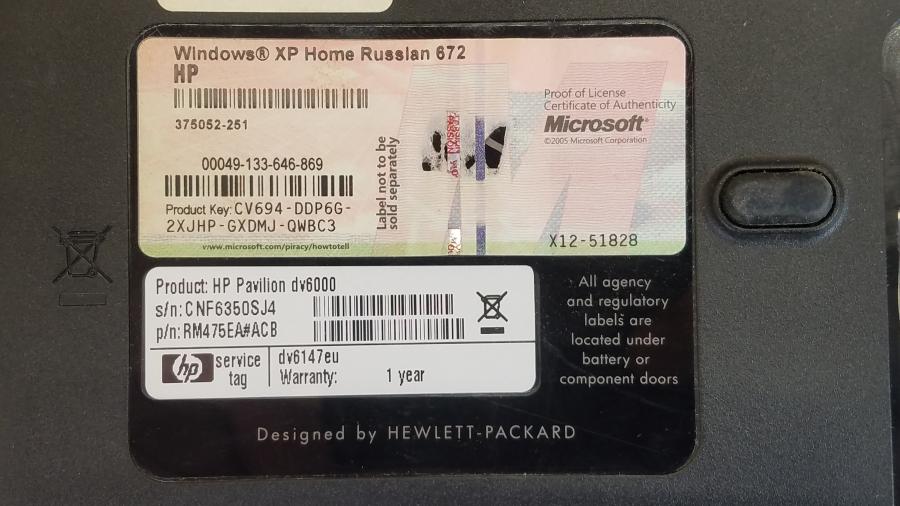 Windows® XP Home Russian 672
HP
375052-251
00049-133-646-869
Product Key: CV694-DDP6G-
2XJHP-GXDMJ-QWBC3
www.microsoft.com/piracy/howtotell
Label not to be
sold separately
Proof of License
Certificate of Authenticity
Microsoft®
©2005 Microsoft Corporation
X12-51828
Product: HP Pavilion dv6000
s/n: CNF6350SJ4
p/n: RM475EA#ACB
hp service
tag
dv6147eu
Warranty: 1 year
All agency
and regulatory
labels are
located under
battery or
component doors
Designed by HEWLETT-PACKARD